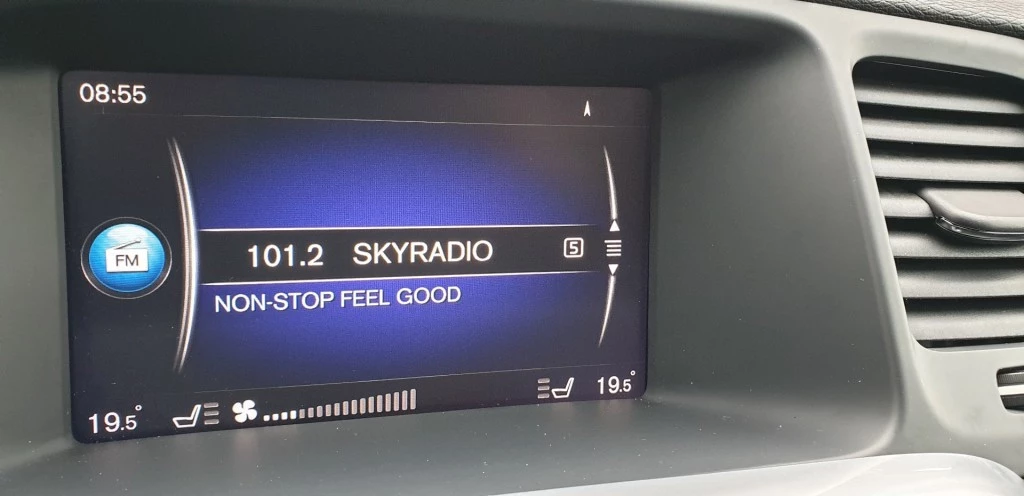 08:55
FM
101.2 SKYRADIO 5
NON-STOP FEEL GOOD
19.5° 19.5°